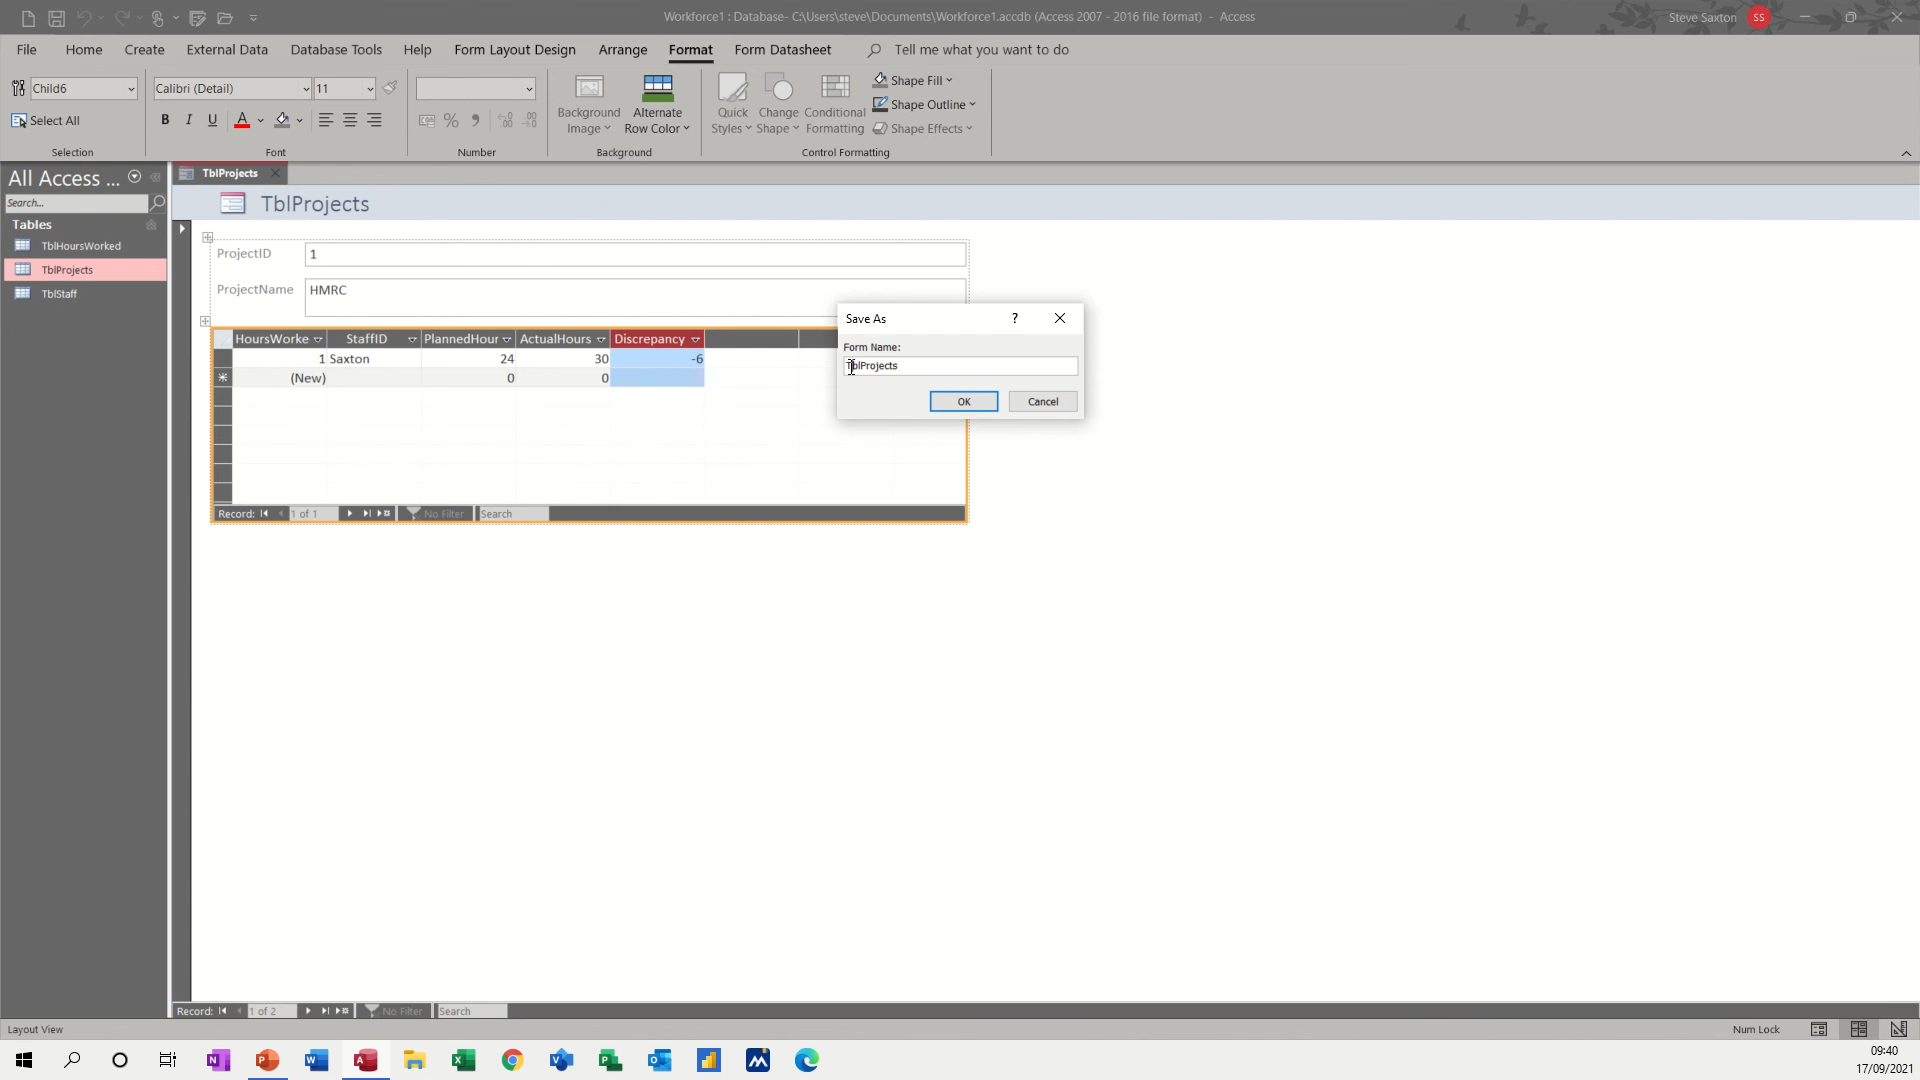 Workforce1 : Database- C:\Users\steve\Documents\Workforce1.accdb (Access 2007 - 2016 file format) - Access
Steve Saxton SS
File Home Create External Data Database Tools Help Form Layout Design Arrange Format Form Datasheet Tell me what you want to do
Child6
Select All
Selection
Calibri (Detail) 11
B I U A
Font
Number
Background Image
Alternate Row Color
Background
Quick Styles
Change Shape
Conditional Formatting
Shape Fill
Shape Outline
Shape Effects
Control Formatting
All Access ...
Search...
Tables
TblHoursWorked
TblProjects
TblStaff
TblProjects
TblProjects
ProjectID 1
ProjectName HMRC
HoursWorke StaffID PlannedHour ActualHours Discrepancy
1 Saxton 24 30 -6
(New) 0 0
Record: 1 of 1 No Filter Search
Save As ?
Form Name:
TblProjects
OK Cancel
Record: 1 of 2 No Filter Search
Layout View
Num Lock
09:40
17/09/2021